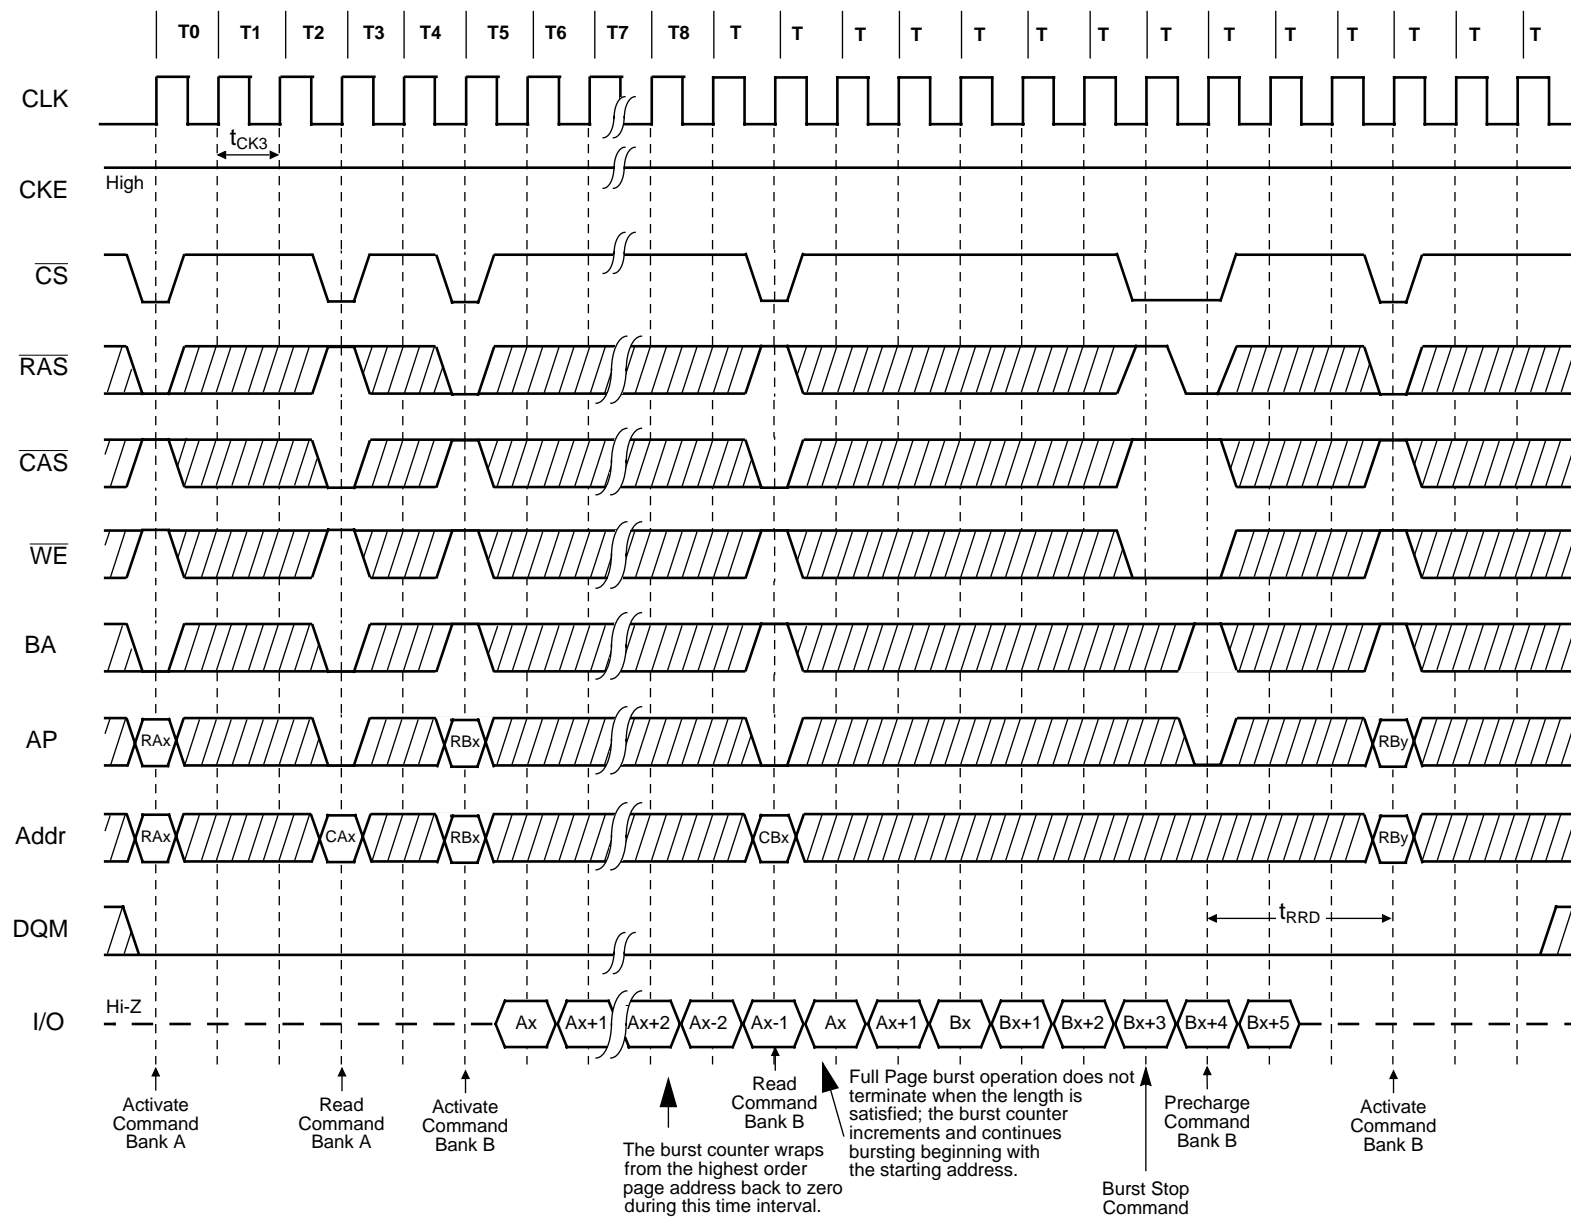 T0 T1 T2 T3 T4 T5 T6 T7 T8 T T T T T T T T T T T T T T
CLK
tCK3
CKE
High
CS
RAS
CAS
WE
BA
AP
RAx RBx RBy
Addr
RAx CAx RBx CBx RBy
DQM
tRRD
I/O
Hi-Z
Ax Ax+1 Ax+2 Ax-2 Ax-1 Ax Ax+1 Bx Bx+1 Bx+2 Bx+3 Bx+4 Bx+5
Activate
Command
Bank A
Read
Command
Bank A
Activate
Command
Bank B
The burst counter wraps
from the highest order
page address back to zero
during this time interval.
Read
Command
Bank B
Full Page burst operation does not
terminate when the length is
satisfied; the burst counter
increments and continues
bursting beginning with
the starting address.
Burst Stop
Command
Precharge
Command
Bank B
Activate
Command
Bank B